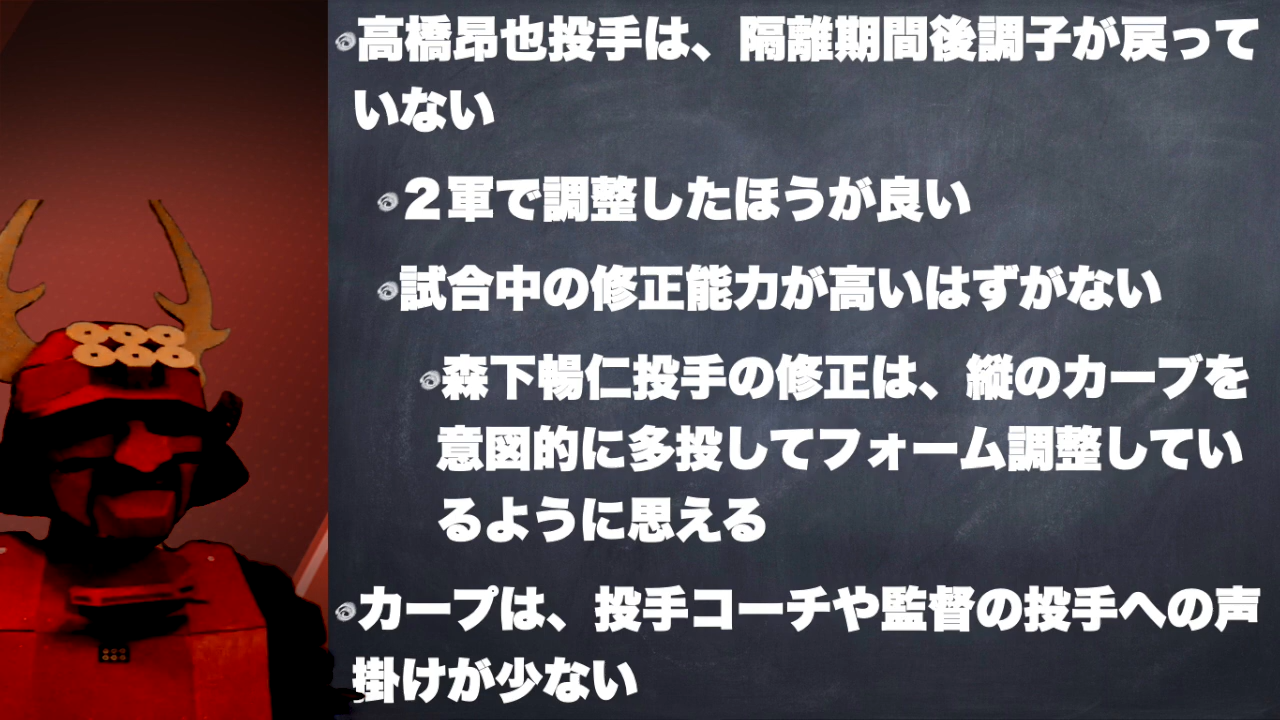 高橋昂也投手は、隔離期間後調子が戻って
いない
２軍で調整したほうが良い
試合中の修正能力が高いはずがない
森下暢仁投手の修正は、縦のカーブを
意図的に多投してフォーム調整してい
るように思える
カープは、投手コーチや監督の投手への声
掛けが少ない